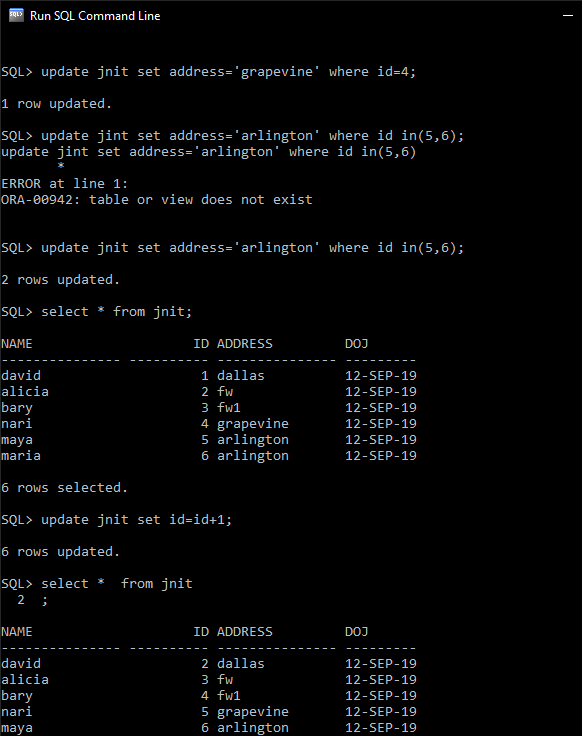 Run SQL Command Line
SQL> update jnit set address='grapevine' where id=4;
1 row updated.
SQL> update jint set address='arlington' where id in(5,6);
update jint set address='arlington' where id in(5,6)
       *
ERROR at line 1:
ORA-00942: table or view does not exist
SQL> update jnit set address='arlington' where id in(5,6);
2 rows updated.
SQL> select * from jnit;
NAME                    ID ADDRESS         DOJ
--------------- ---------- --------------- ---------
david                    1 dallas          12-SEP-19
alicia                   2 fw              12-SEP-19
bary                     3 fw1             12-SEP-19
nari                     4 grapevine       12-SEP-19
maya                     5 arlington       12-SEP-19
maria                    6 arlington       12-SEP-19
6 rows selected.
SQL> update jnit set id=id+1;
6 rows updated.
SQL> select *  from jnit
  2  ;
NAME                    ID ADDRESS         DOJ
--------------- ---------- --------------- ---------
david                    2 dallas          12-SEP-19
alicia                   3 fw              12-SEP-19
bary                     4 fw1             12-SEP-19
nari                     5 grapevine       12-SEP-19
maya                     6 arlington       12-SEP-19